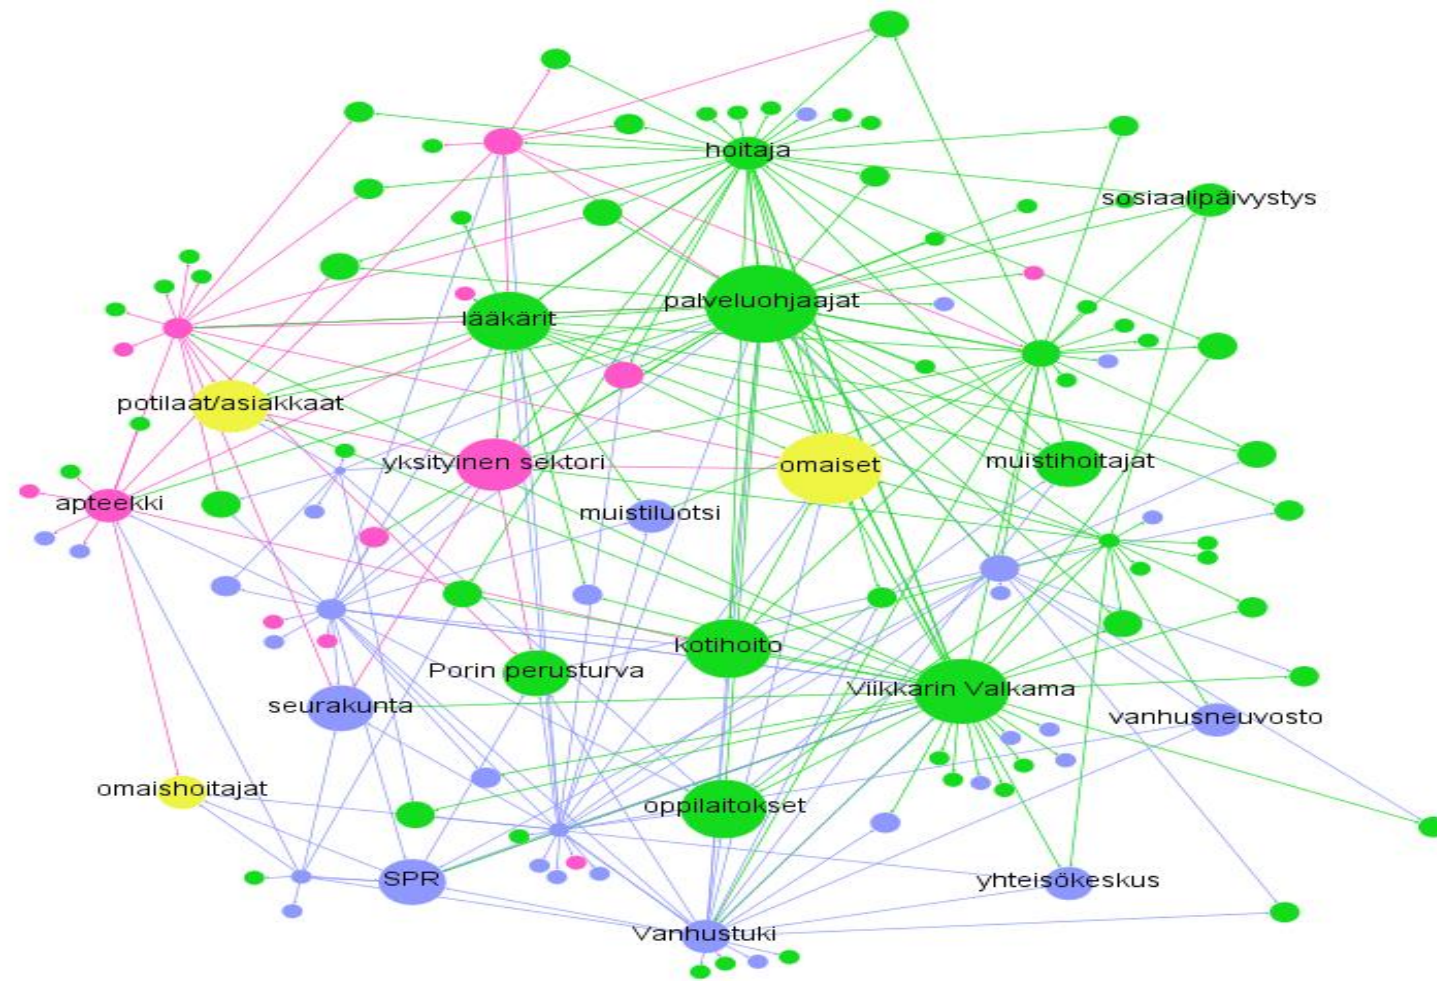 hoitaja
sosiaalipäivystys
palveluohjaajat
lääkärit
potilaat/asiakkaat
yksityinen sektori
omaiset
muistihoitajat
apteekki
muistiluotsi
kotihoito
Porin perusturva
Viikkarin Valkama
seurakunta
vanhusneuvosto
omaishoitajat
oppilaitokset
SPR
yhteisökeskus
Vanhustuki